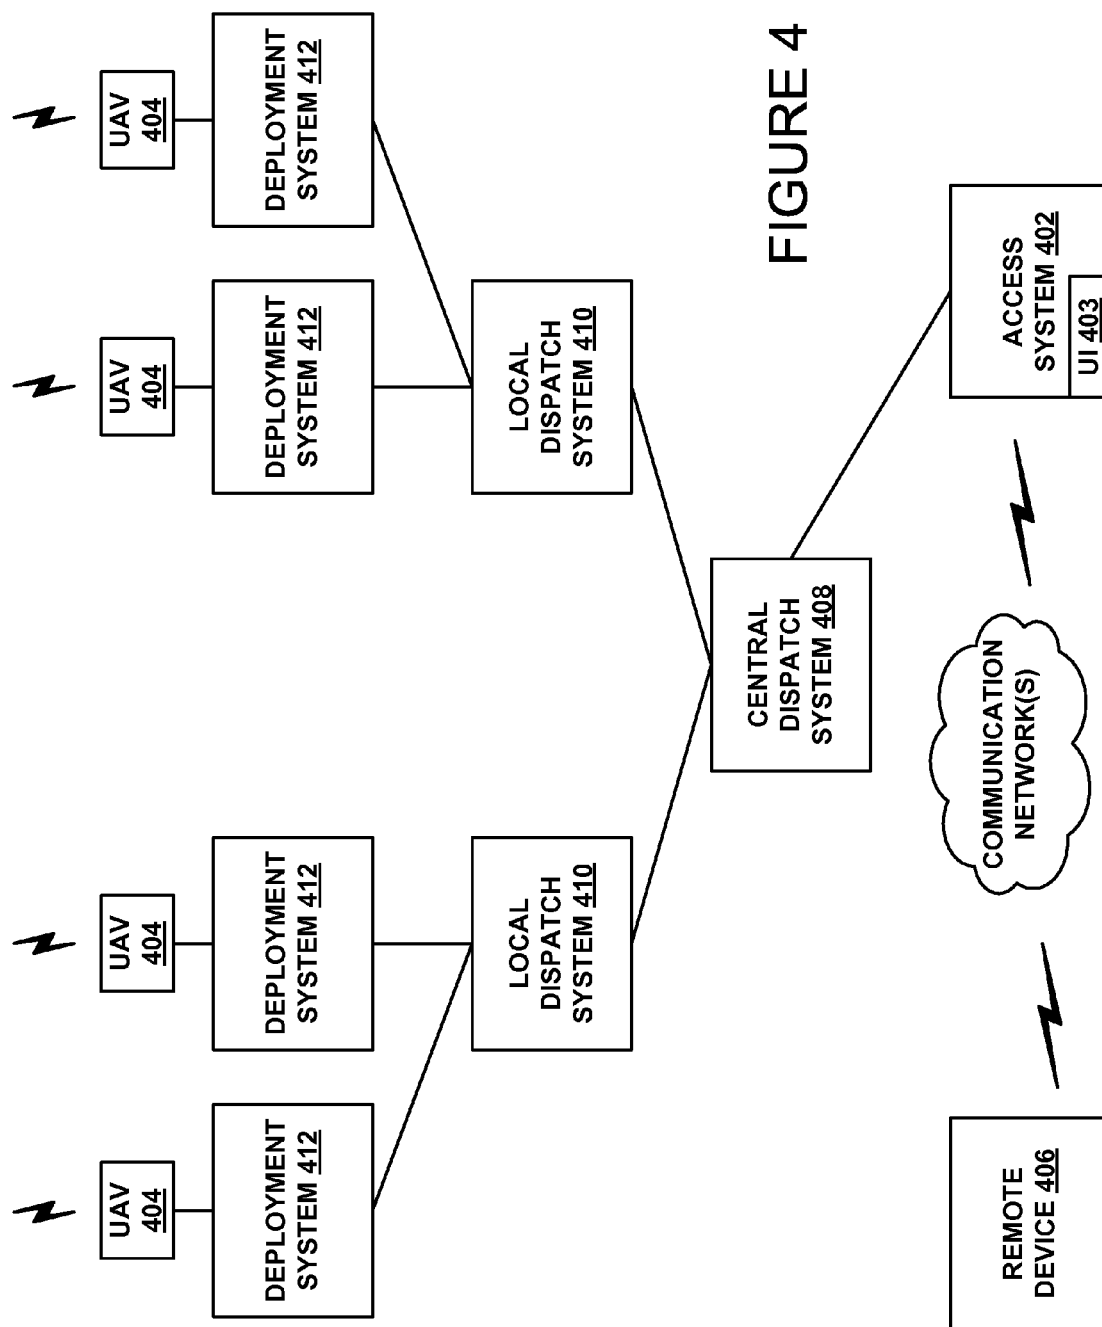 UAV
404
UAV
404
UAV
404
UAV
404
DEPLOYMENT
SYSTEM 412
DEPLOYMENT
SYSTEM 412
DEPLOYMENT
SYSTEM 412
DEPLOYMENT
SYSTEM 412
LOCAL
DISPATCH
SYSTEM 410
LOCAL
DISPATCH
SYSTEM 410
CENTRAL
DISPATCH
SYSTEM 408
FIGURE 4
REMOTE
DEVICE 406
COMMUNICATION
NETWORK(S)
ACCESS
SYSTEM 402
UI 403